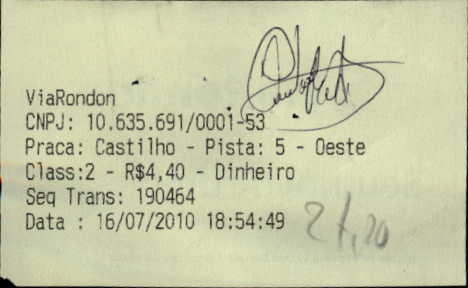 ViaRondon
CNPJ: 10.635.691/0001-53
Praca: Castilho - Pista: 5 - Oeste
Class:2 - R$4,40 - Dinheiro
Seq Trans: 190464
Data : 16/07/2010 18:54:49